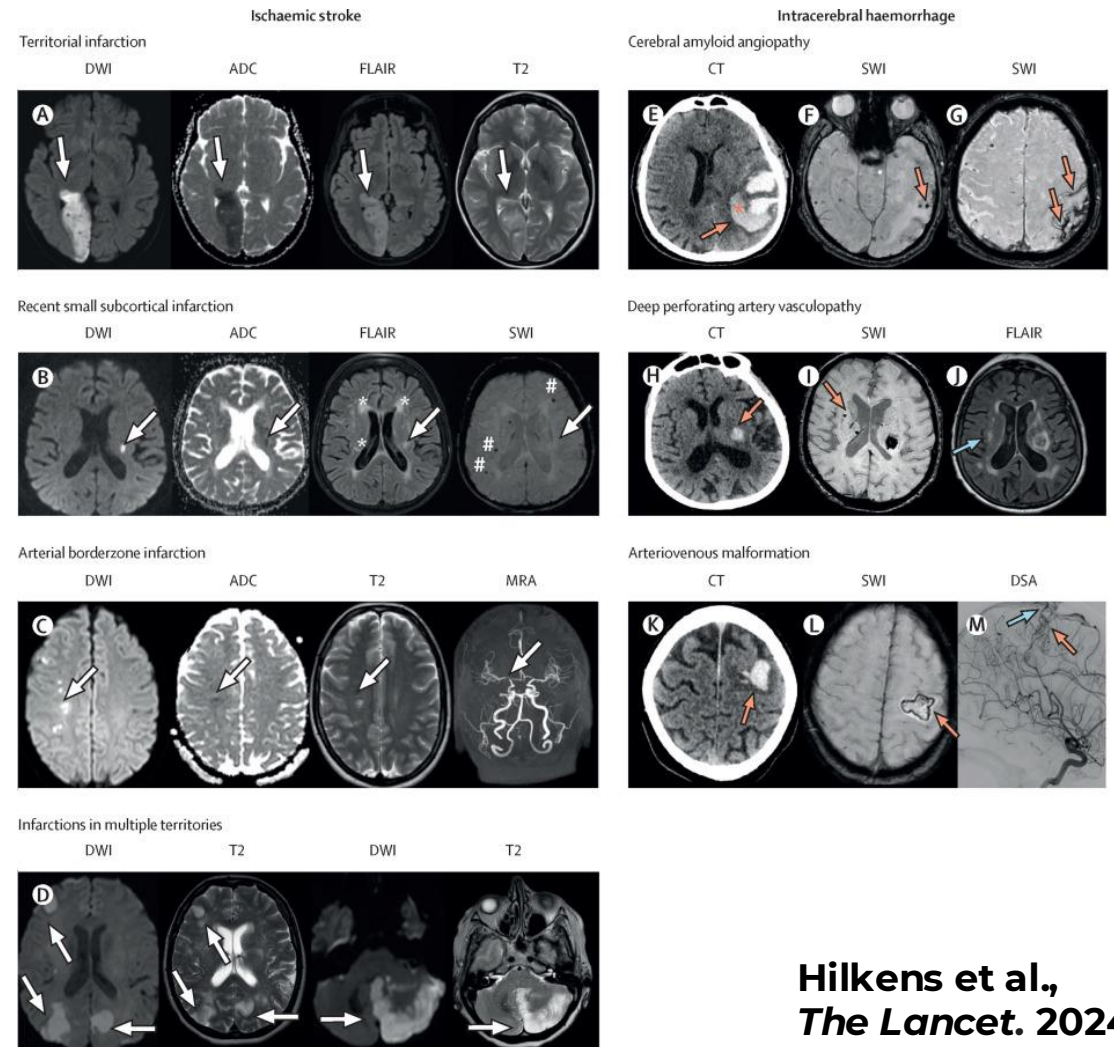 Ischaemic stroke
Territorial infarction
DWI ADC FLAIR T2
A
Recent small subcortical infarction
DWI ADC FLAIR SWI
B * * * # # #
Arterial borderzone infarction
DWI ADC T2 MRA
C
Infarctions in multiple territories
DWI T2 DWI T2
D
Intracerebral haemorrhage
Cerebral amyloid angiopathy
CT SWI SWI
E * F G
Deep perforating artery vasculopathy
CT SWI FLAIR
H I J
Arteriovenous malformation
CT SWI DSA
K L M
Hilkens et al.,
The Lancet. 2024